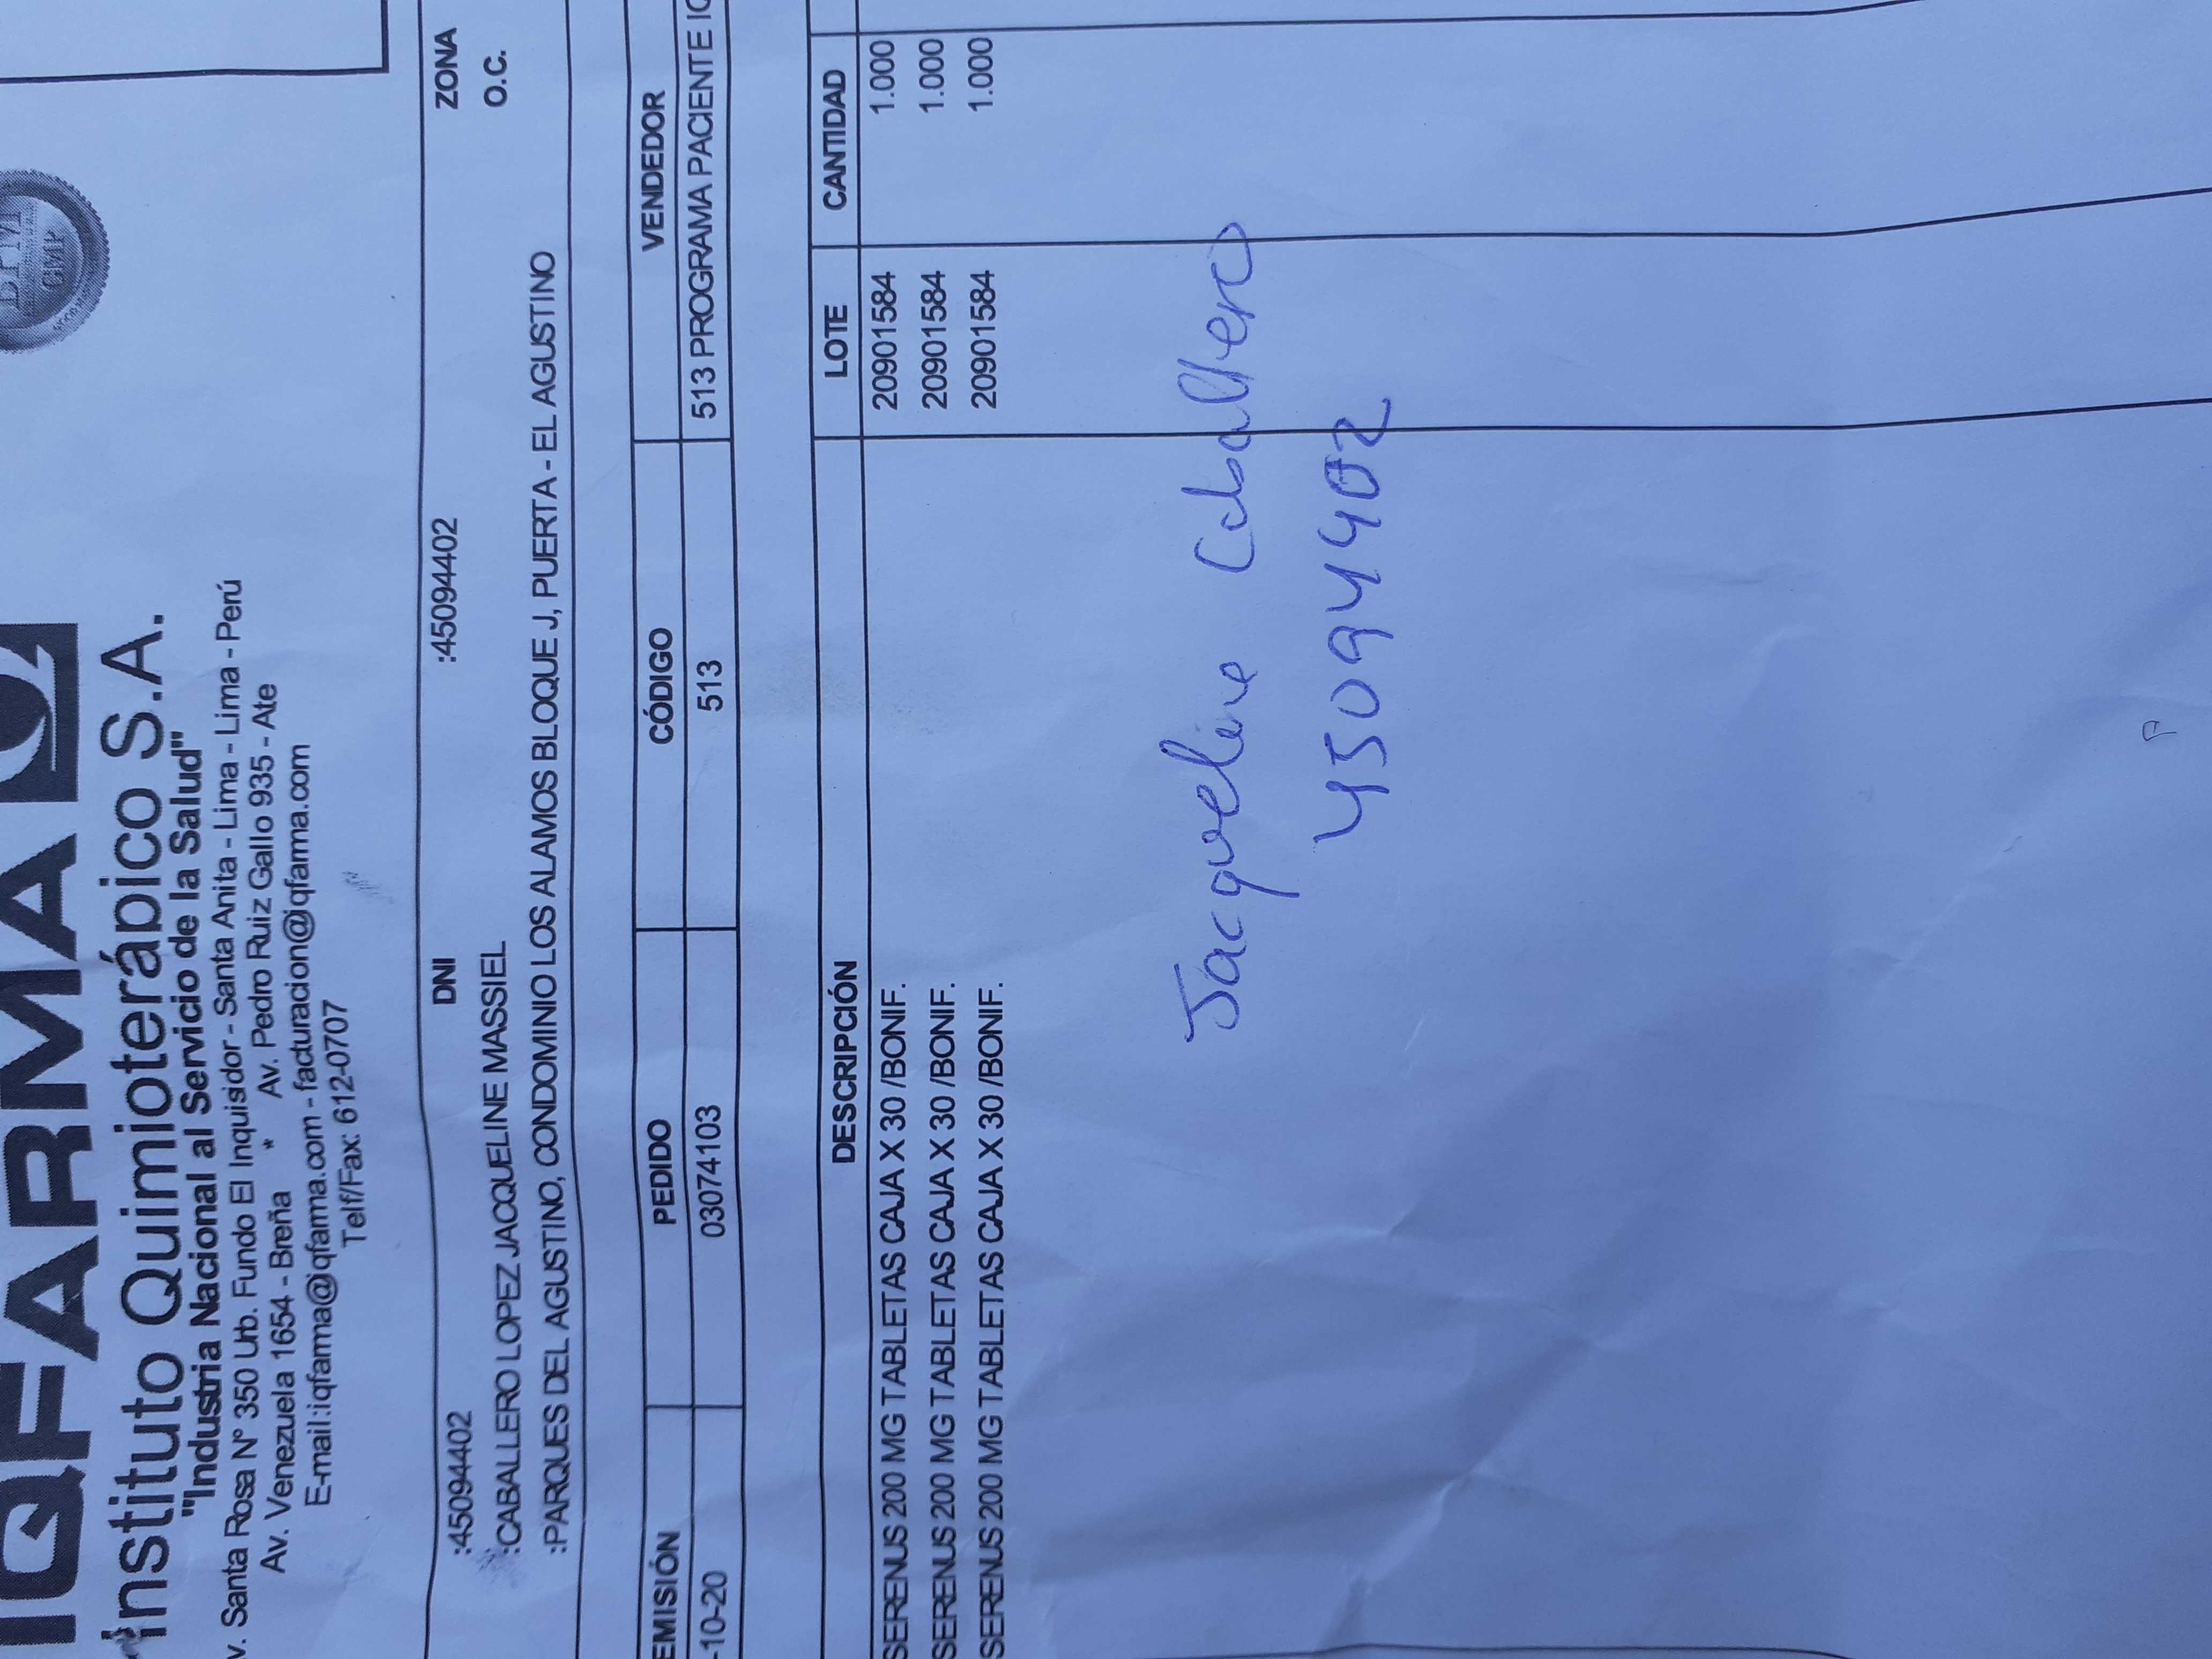 IQFARMA
Instituto Quimioterápico S.A.
"Industria Nacional al Servicio de la Salud"
Av. Santa Rosa Nº 350 Urb. Fundo El Inquisidor - Santa Anita - Lima - Lima - Perú
Av. Venezuela 1654 - Breña * Av. Pedro Ruiz Gallo 935 - Ate
E-mail:iqfarma@iqfarma.com - facturacion@iqfarma.com
Telf/Fax: 612-0707
CMP
:45094402 DNI :45094402 ZONA
:CABALLERO LOPEZ JACQUELINE MASSIEL O.C.
:PARQUES DEL AGUSTINO, CONDOMINIO LOS ALAMOS BLOQUE J, PUERTA - EL AGUSTINO
EMISIÓN PEDIDO CÓDIGO VENDEDOR
-10-20 03074103 513 513 PROGRAMA PACIENTE IQ
DESCRIPCIÓN LOTE CANTIDAD
SERENUS 200 MG TABLETAS CAJA X 30 /BONIF. 20901584 1.000
SERENUS 200 MG TABLETAS CAJA X 30 /BONIF. 20901584 1.000
SERENUS 200 MG TABLETAS CAJA X 30 /BONIF. 20901584 1.000
Jacqueline Caballero
45094402